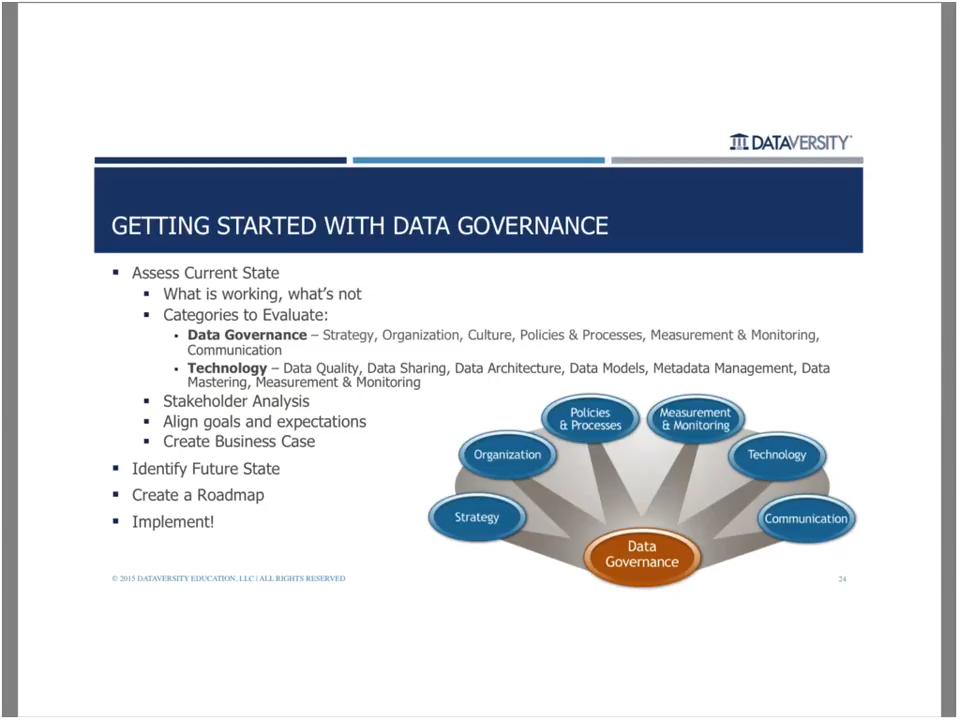 DATAVERSITY
GETTING STARTED WITH DATA GOVERNANCE
▪ Assess Current State
▪ What is working, what's not
▪ Categories to Evaluate:
▪ Data Governance – Strategy, Organization, Culture, Policies & Processes, Measurement & Monitoring,
Communication
▪ Technology – Data Quality, Data Sharing, Data Architecture, Data Models, Metadata Management, Data
Mastering, Measurement & Monitoring
▪ Stakeholder Analysis
▪ Align goals and expectations
▪ Create Business Case
▪ Identify Future State
▪ Create a Roadmap
▪ Implement!
Strategy
Organization
Policies
& Processes
Measurement
& Monitoring
Technology
Communication
Data
Governance
© 2015 DATAVERSITY EDUCATION, LLC | ALL RIGHTS RESERVED
24